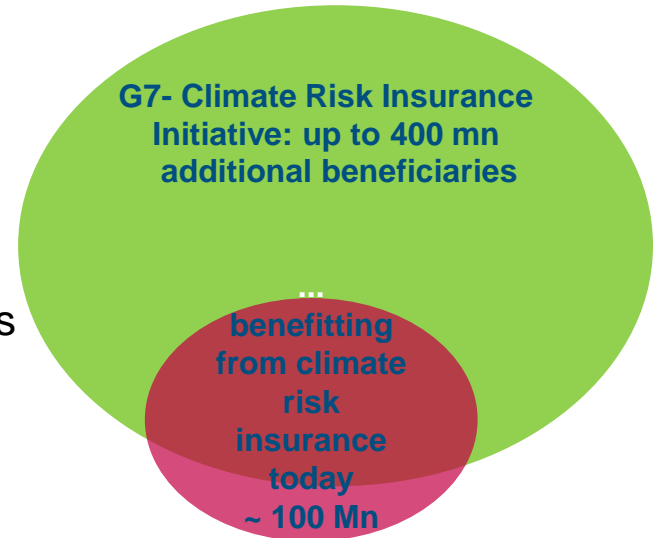 G7- Climate Risk Insurance
Initiative: up to 400 mn
additional beneficiaries
...
s
benefitting
from climate
risk
insurance
today
~ 100 Mn